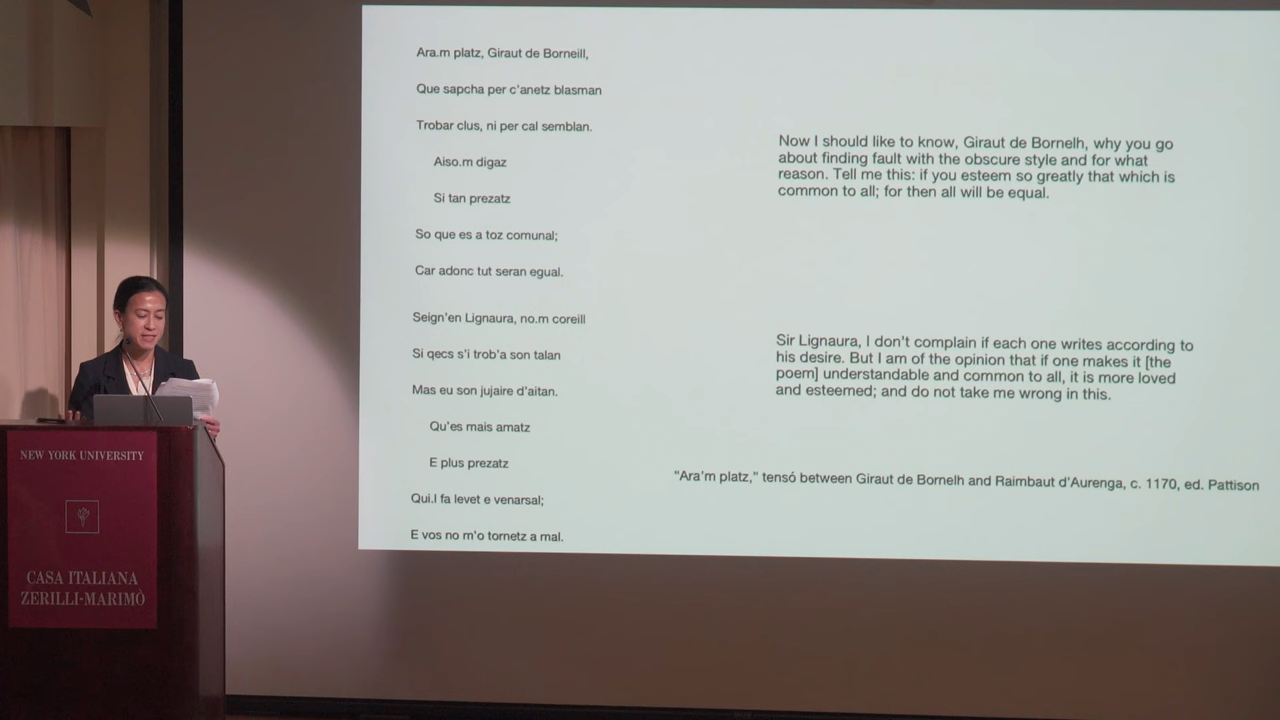 Ara.m platz, Giraut de Borneill,
Que sapcha per c'anetz blasman
Trobar clus, ni per cal semblan.
Aiso.m digaz
Si tan prezatz
So que es a toz comunal;
Car adonc tut seran egual.
Seign'en Lignaura, no.m coreill
Si qecs s'i trob'a son talan
Mas eu son jujaire d'aitan.
Qu'es mais amatz
E plus prezatz
Qui.l fa levet e venarsal;
E vos no m'o tornetz a mal.
Now I should like to know, Giraut de Bornelh, why you go
about finding fault with the obscure style and for what
reason. Tell me this: if you esteem so greatly that which is
common to all; for then all will be equal.
Sir Lignaura, I don't complain if each one writes according to
his desire. But I am of the opinion that if one makes it [the
poem] understandable and common to all, it is more loved
and esteemed; and do not take me wrong in this.
"Ara'm platz," tensó between Giraut de Bornelh and Raimbaut d'Aurenga, c. 1170, ed. Pattison
NEW YORK UNIVERSITY
CASA ITALIANA
ZERILLI-MARIMÒ